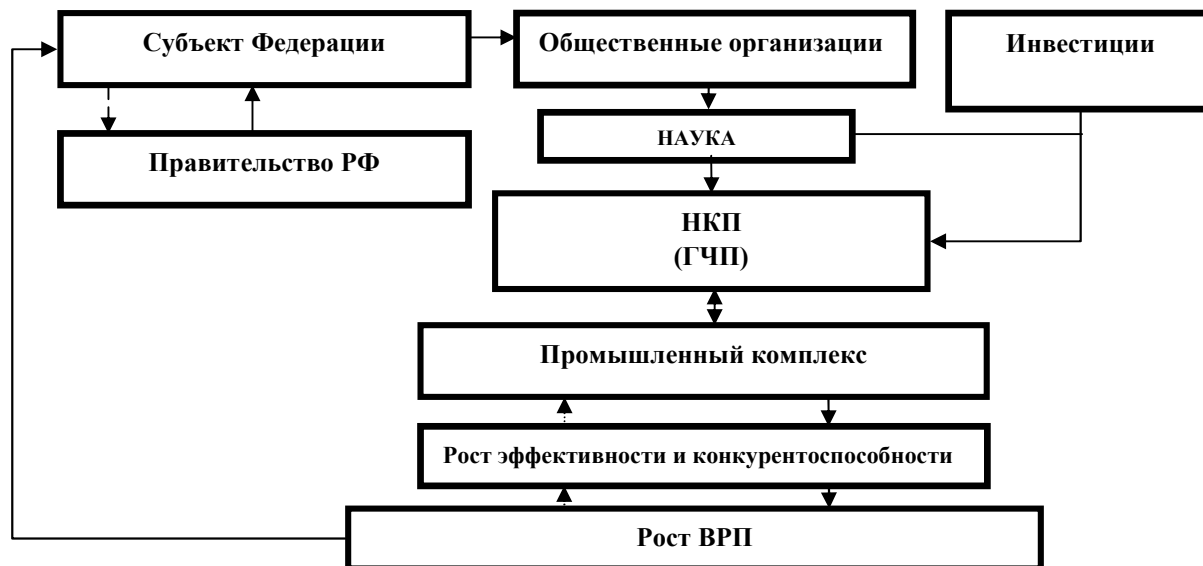 Субъект Федерации
Общественные организации
Инвестиции
НАУКА
Правительство РФ
НКП
(ГЧП)
Промышленный комплекс
Рост эффективности и конкурентоспособности
Рост ВРП